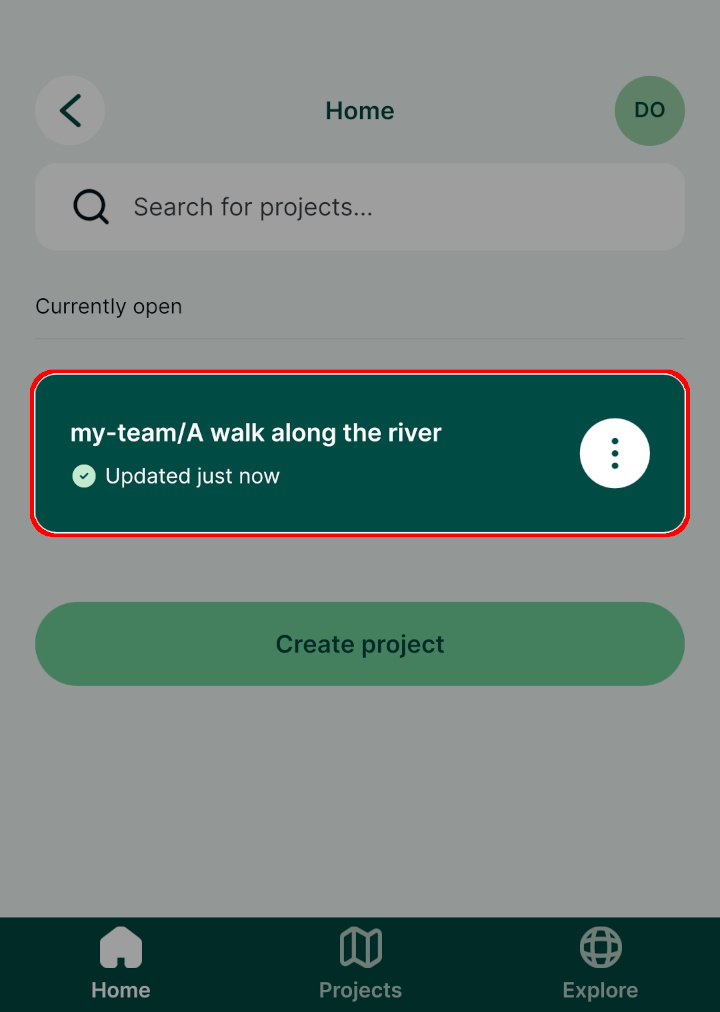 Home
DO
Search for projects...
Currently open
my-team/A walk along the river
Updated just now
Create project
Home
Projects
Explore